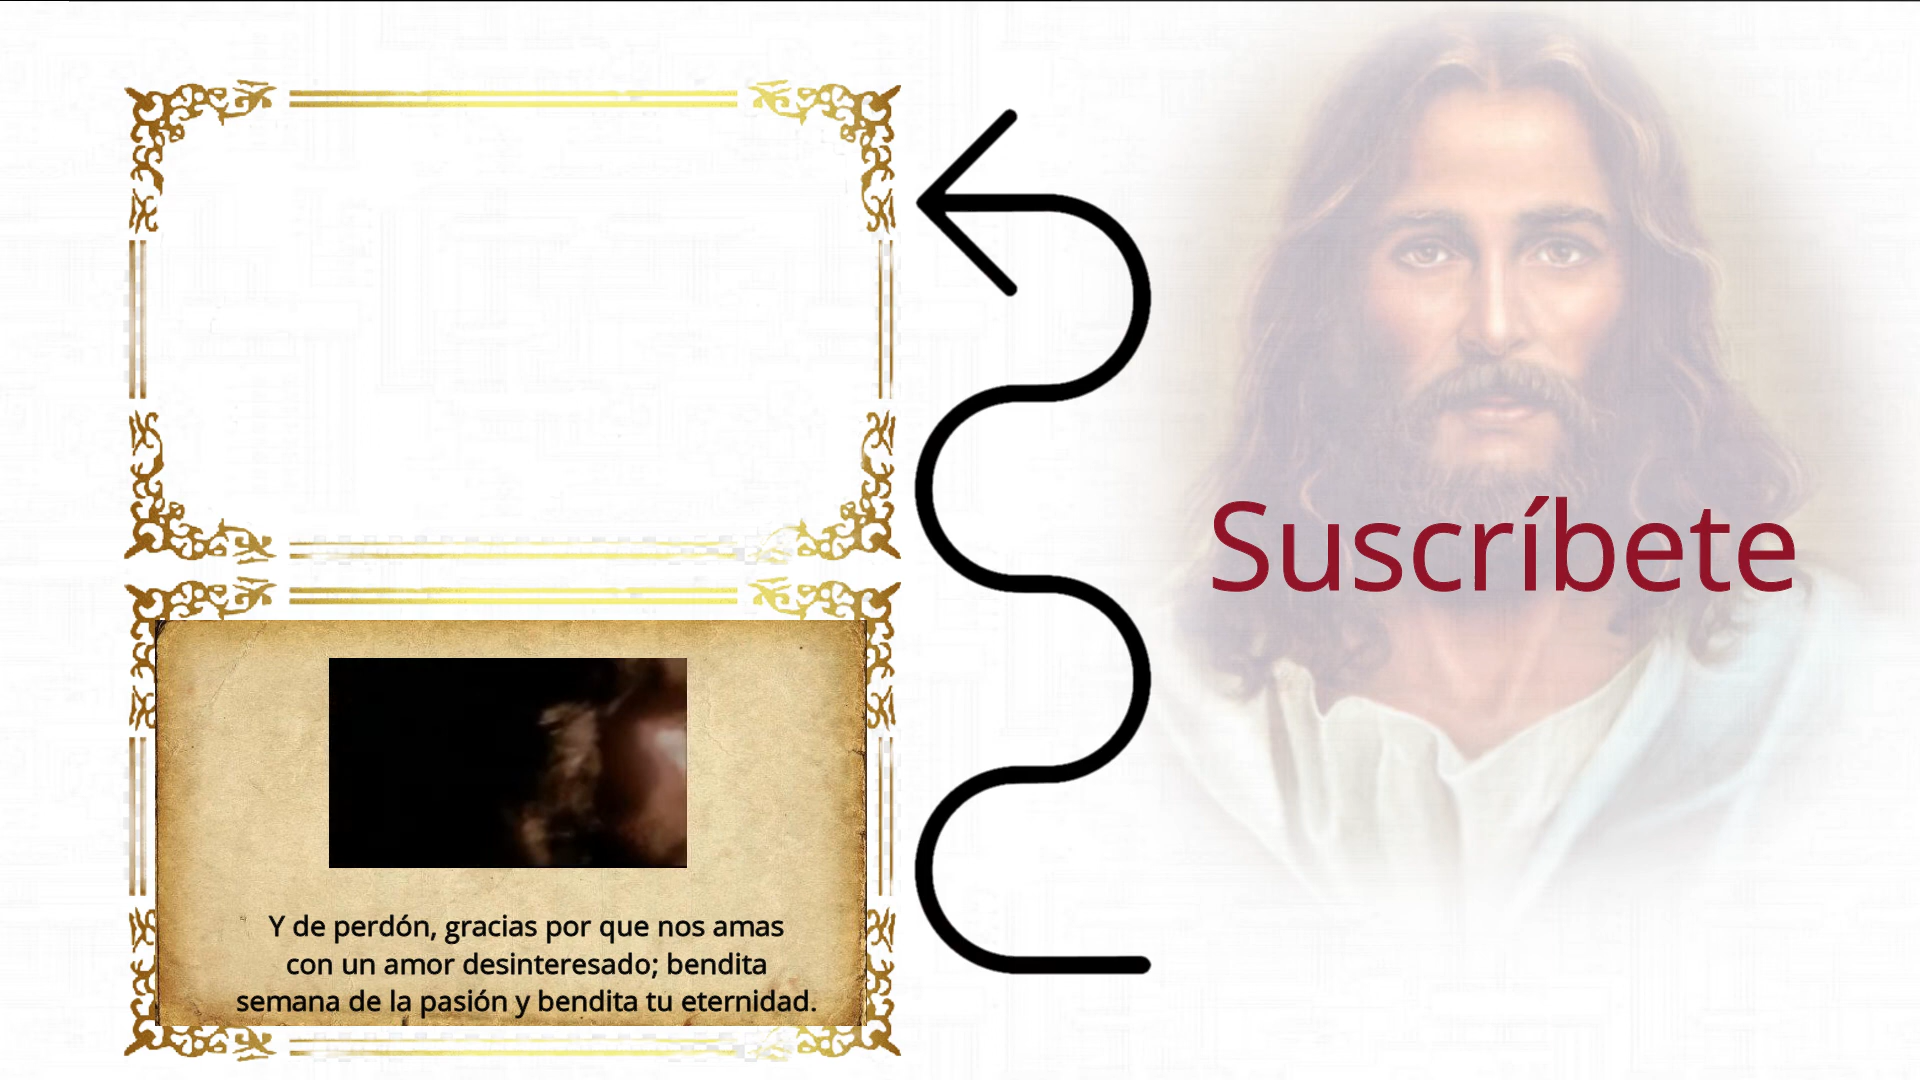 Suscríbete
Y de perdón, gracias por que nos amas
con un amor desinteresado; bendita
semana de la pasión y bendita tu eternidad.